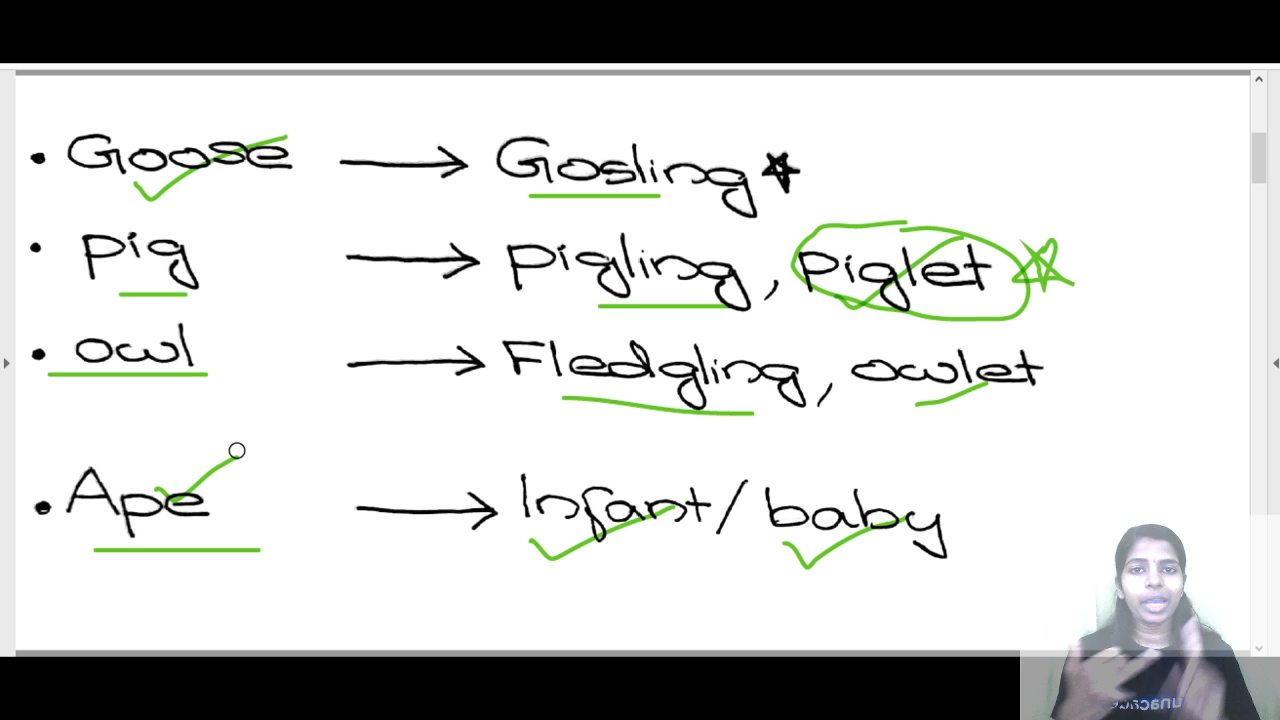 • Goose → Gosling ★
• pig → pigling, piglet ☆
• owl → Fledgling, owlet
• Ape → Infant / baby